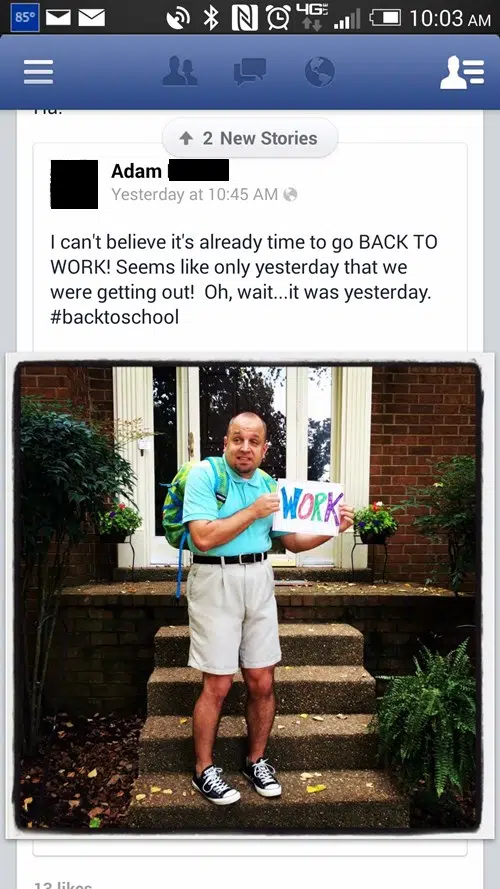 85°
4G LTE
10:03 AM
Ha.
2 New Stories
Adam
Yesterday at 10:45 AM
I can't believe it's already time to go BACK TO
WORK! Seems like only yesterday that we
were getting out!  Oh, wait...it was yesterday.
#backtoschool
WORK
13 likes